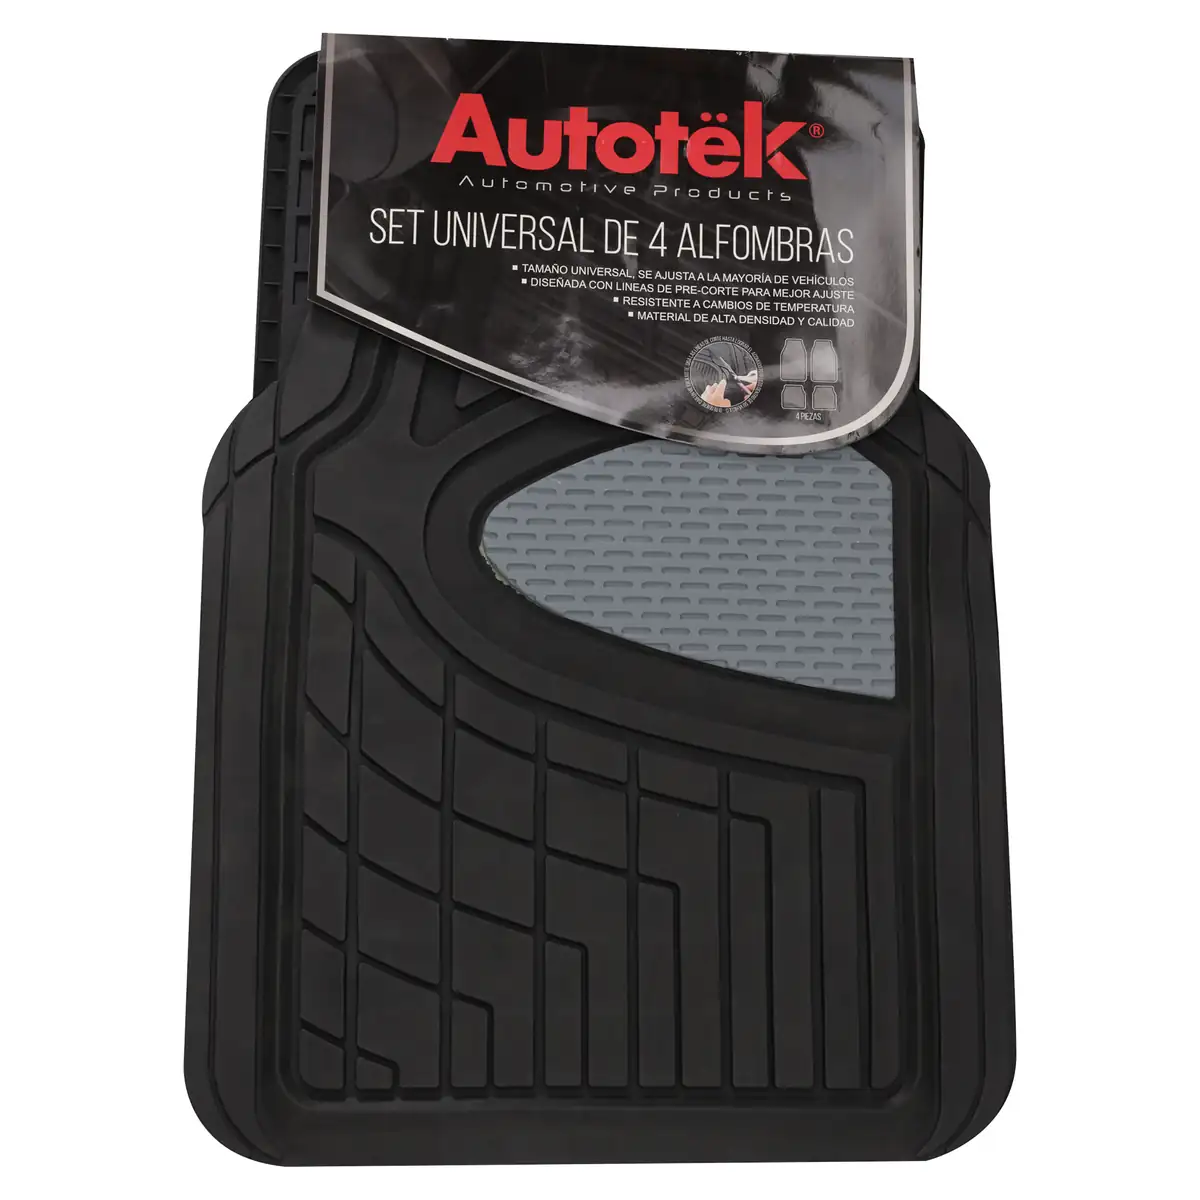 Autotëk®
Automotive Products
SET UNIVERSAL DE 4 ALFOMBRAS
▪ TAMAÑO UNIVERSAL, SE AJUSTA A LA MAYORÍA DE VEHÍCULOS
▪ DISEÑADA CON LINEAS DE PRE-CORTE PARA MEJOR AJUSTE
▪ RESISTENTE A CAMBIOS DE TEMPERATURA
▪ MATERIAL DE ALTA DENSIDAD Y CALIDAD
4 PIEZAS